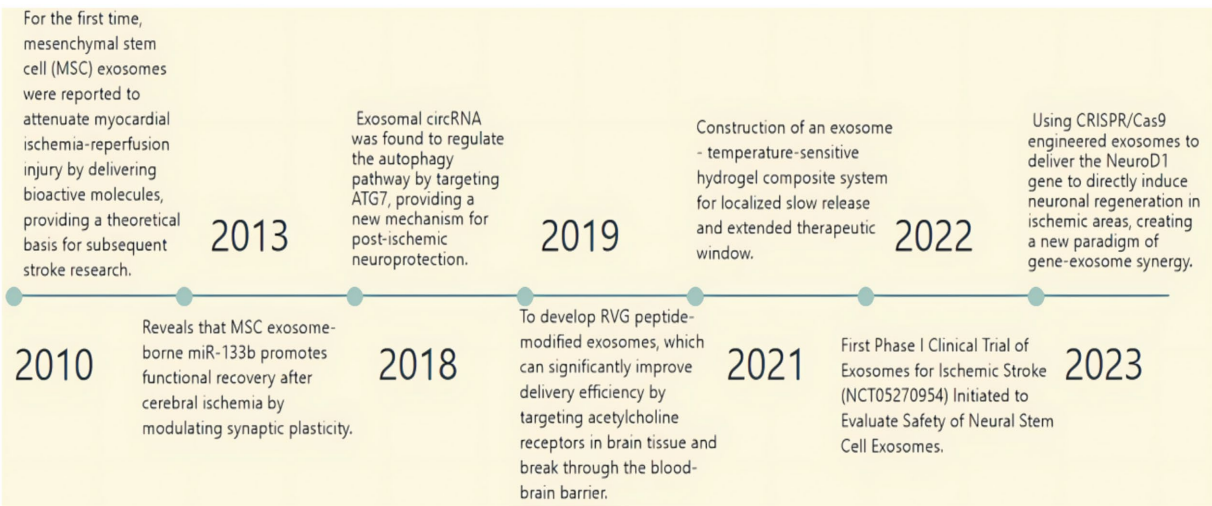 For the first time,
mesenchymal stem
cell (MSC) exosomes
were reported to
attenuate myocardial
ischemia-reperfusion
injury by delivering
bioactive molecules,
providing a theoretical
basis for subsequent
stroke research.
2010
2013
Reveals that MSC exosome-
borne miR-133b promotes
functional recovery after
cerebral ischemia by
modulating synaptic plasticity.
Exosomal circRNA
was found to regulate
the autophagy
pathway by targeting
ATG7, providing a
new mechanism for
post-ischemic
neuroprotection.
2018
2019
To develop RVG peptide-
modified exosomes, which
can significantly improve
delivery efficiency by
targeting acetylcholine
receptors in brain tissue and
break through the blood-
brain barrier.
Construction of an exosome
- temperature-sensitive
hydrogel composite system
for localized slow release
and extended therapeutic
window.
2021
2022
First Phase I Clinical Trial of
Exosomes for Ischemic Stroke
(NCT05270954) Initiated to
Evaluate Safety of Neural Stem
Cell Exosomes.
Using CRISPR/Cas9
engineered exosomes to
deliver the NeuroD1
gene to directly induce
neuronal regeneration in
ischemic areas, creating
a new paradigm of
gene-exosome synergy.
2023